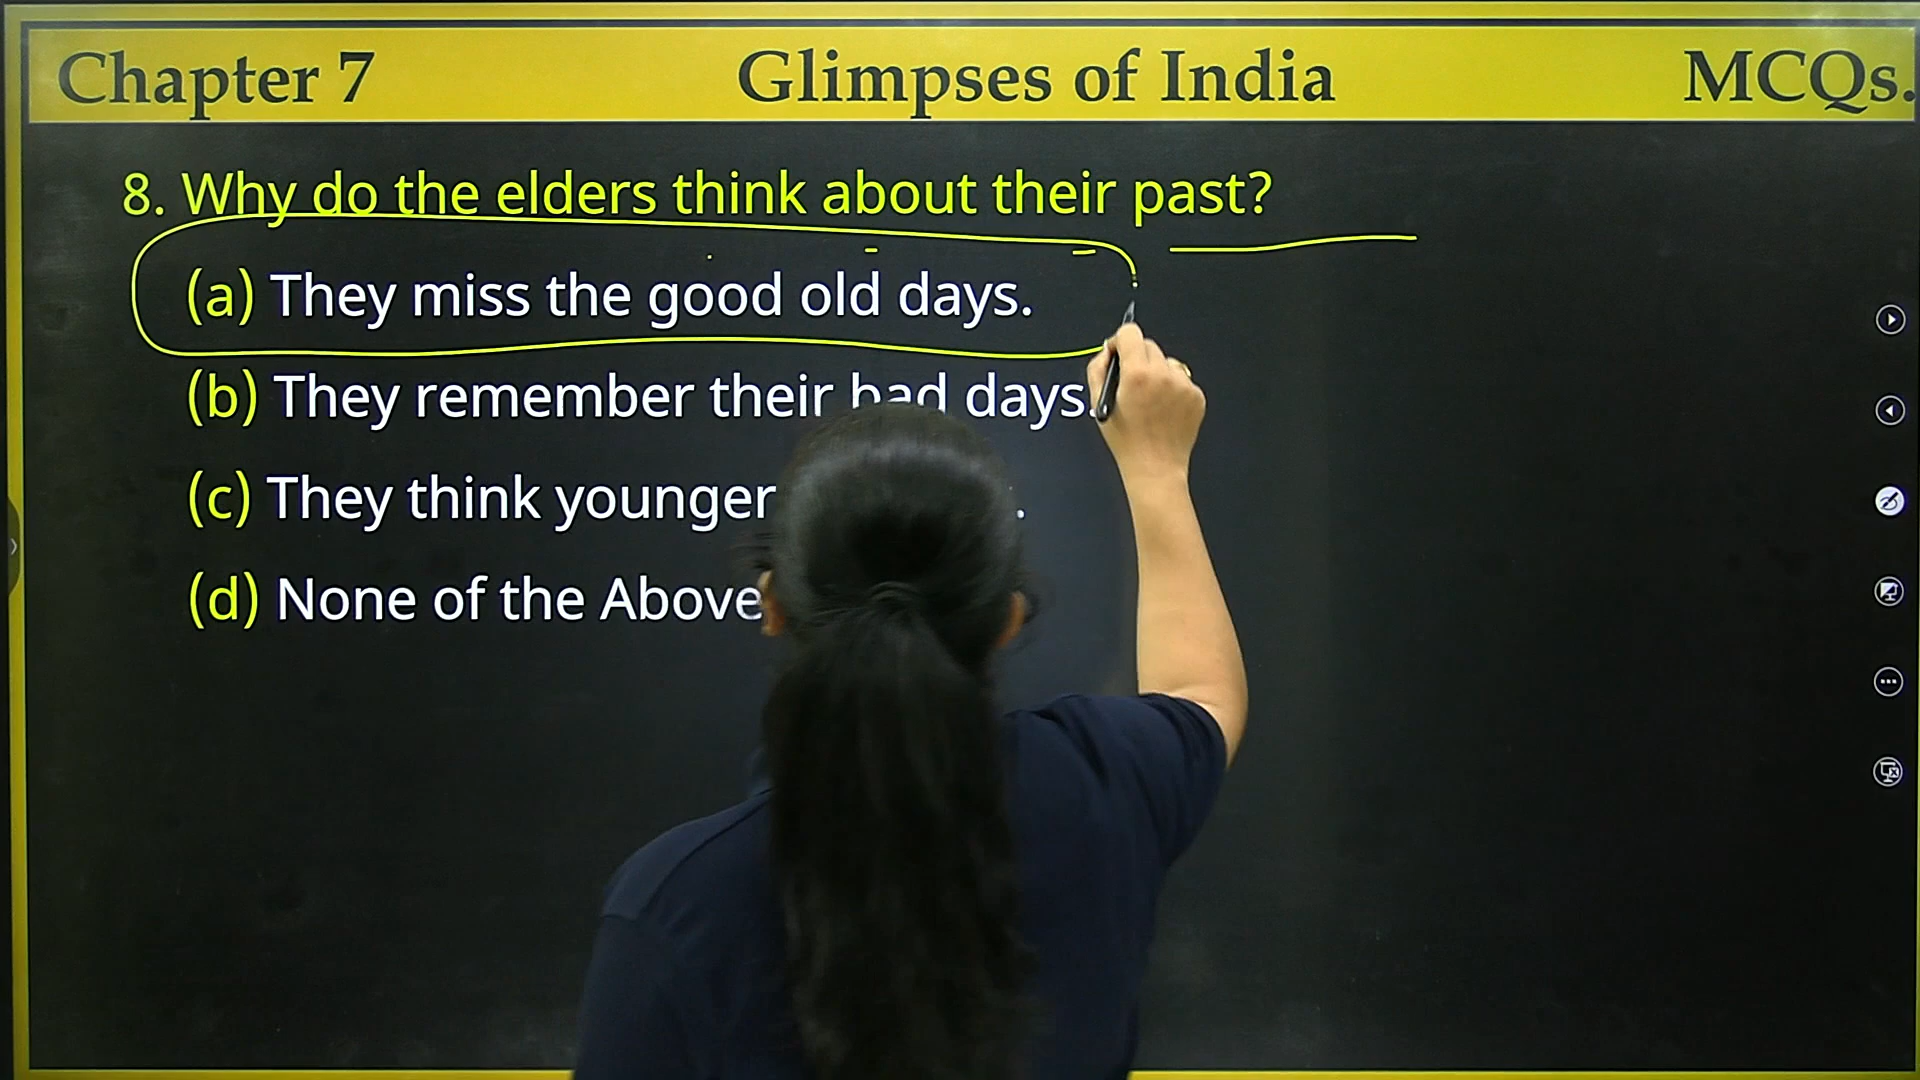 Chapter 7 Glimpses of India MCQs.
8. Why do the elders think about their past?
(a) They miss the good old days.
(b) They remember their bad days.
(c) They think younger
(d) None of the Above